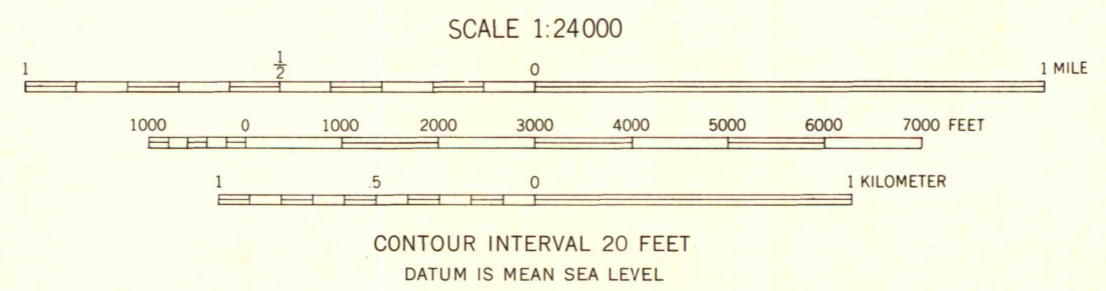 SCALE 1:24000
1 1/2 0 1 MILE
1000 0 1000 2000 3000 4000 5000 6000 7000 FEET
1 .5 0 1 KILOMETER
CONTOUR INTERVAL 20 FEET
DATUM IS MEAN SEA LEVEL